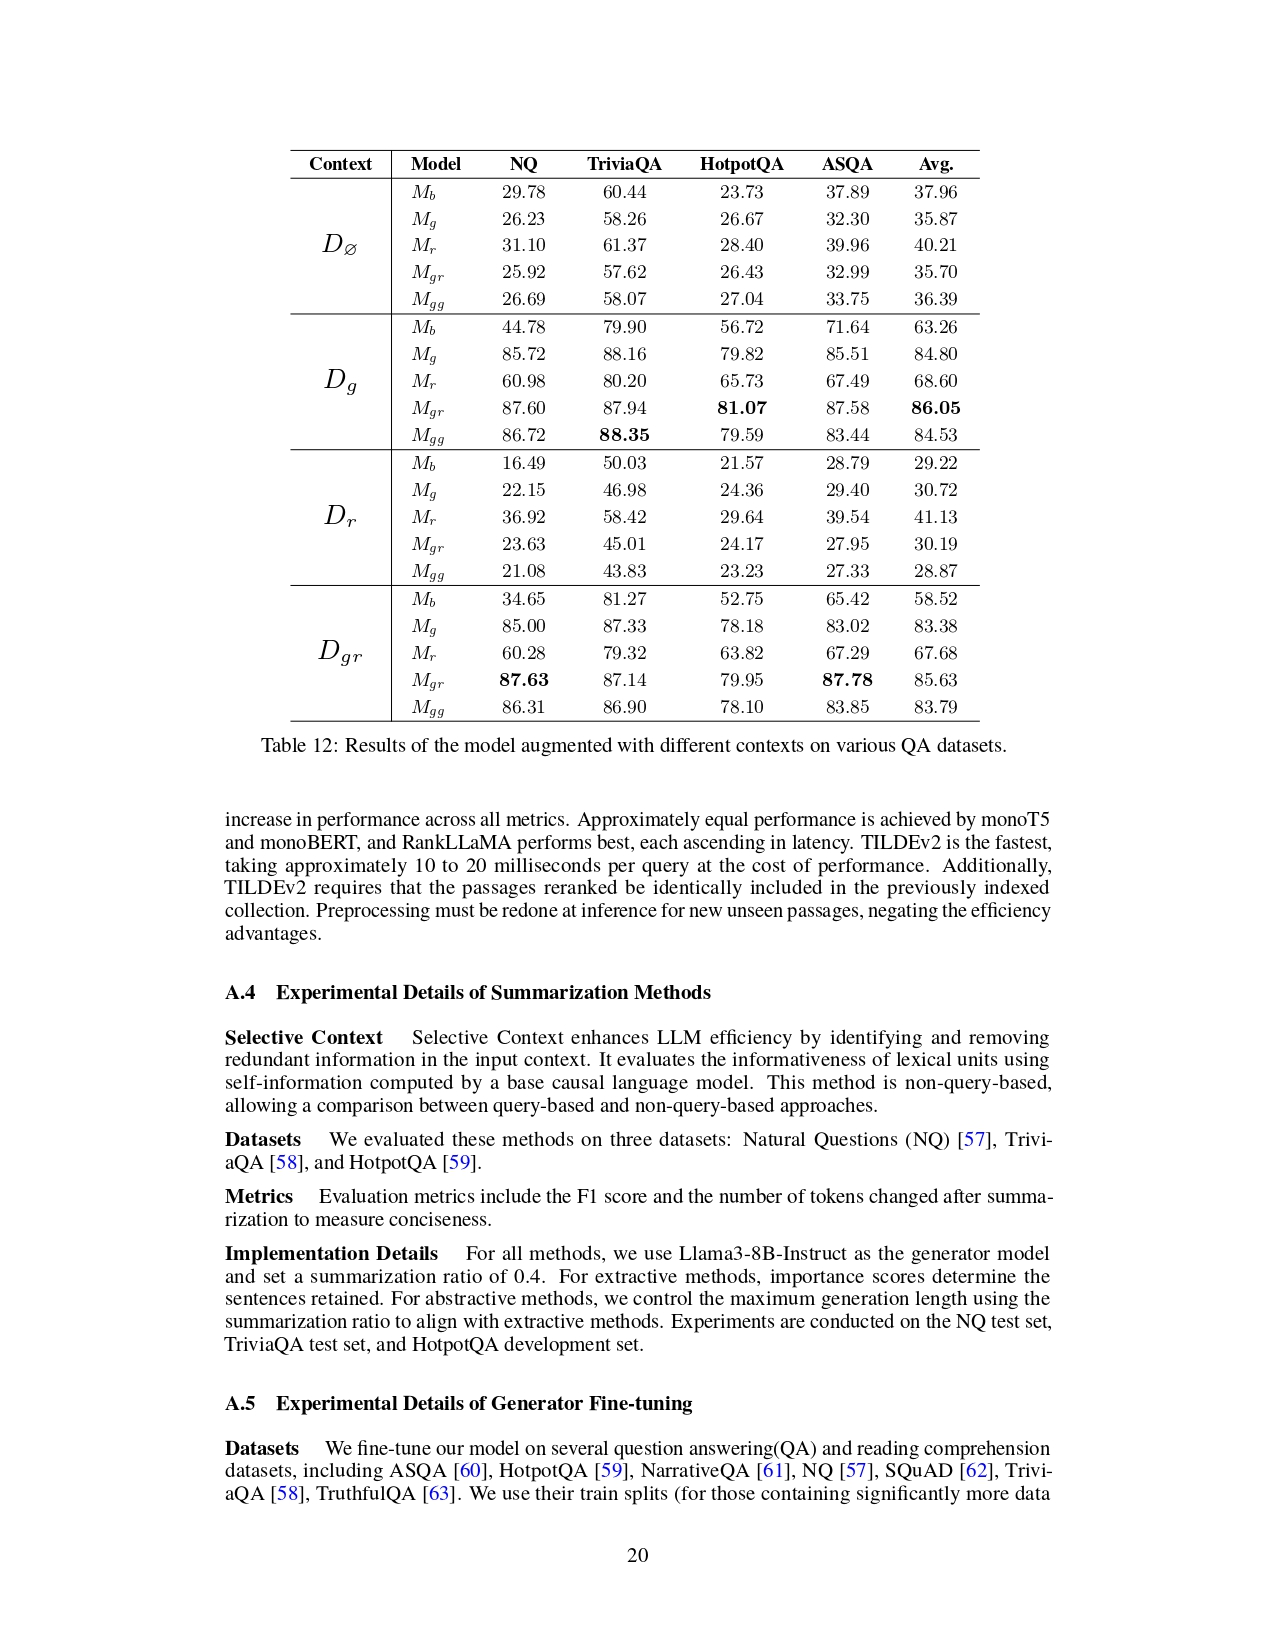 Context Model NQ TriviaQA HotpotQA ASQA Avg.
D∅
M_b 29.78 60.44 23.73 37.89 37.96
M_g 26.23 58.26 26.67 32.30 35.87
M_r 31.10 61.37 28.40 39.96 40.21
M_gr 25.92 57.62 26.43 32.99 35.70
M_gg 26.69 58.07 27.04 33.75 36.39
D_g
M_b 44.78 79.90 56.72 71.64 63.26
M_g 85.72 88.16 79.82 85.51 84.80
M_r 60.98 80.20 65.73 67.49 68.60
M_gr 87.60 87.94 81.07 87.58 86.05
M_gg 86.72 88.35 79.59 83.44 84.53
D_r
M_b 16.49 50.03 21.57 28.79 29.22
M_g 22.15 46.98 24.36 29.40 30.72
M_r 36.92 58.42 29.64 39.54 41.13
M_gr 23.63 45.01 24.17 27.95 30.19
M_gg 21.08 43.83 23.23 27.33 28.87
D_gr
M_b 34.65 81.27 52.75 65.42 58.52
M_g 85.00 87.33 78.18 83.02 83.38
M_r 60.28 79.32 63.82 67.29 67.68
M_gr 87.63 87.14 79.95 87.78 85.63
M_gg 86.31 86.90 78.10 83.85 83.79
Table 12: Results of the model augmented with different contexts on various QA datasets.
increase in performance across all metrics. Approximately equal performance is achieved by monoT5
and monoBERT, and RankLLaMA performs best, each ascending in latency. TILDEv2 is the fastest,
taking approximately 10 to 20 milliseconds per query at the cost of performance. Additionally,
TILDEv2 requires that the passages reranked be identically included in the previously indexed
collection. Preprocessing must be redone at inference for new unseen passages, negating the efficiency
advantages.
A.4 Experimental Details of Summarization Methods
Selective Context Selective Context enhances LLM efficiency by identifying and removing
redundant information in the input context. It evaluates the informativeness of lexical units using
self-information computed by a base causal language model. This method is non-query-based,
allowing a comparison between query-based and non-query-based approaches.
Datasets We evaluated these methods on three datasets: Natural Questions (NQ) [57], Trivi-
aQA [58], and HotpotQA [59].
Metrics Evaluation metrics include the F1 score and the number of tokens changed after summa-
rization to measure conciseness.
Implementation Details For all methods, we use Llama3-8B-Instruct as the generator model
and set a summarization ratio of 0.4. For extractive methods, importance scores determine the
sentences retained. For abstractive methods, we control the maximum generation length using the
summarization ratio to align with extractive methods. Experiments are conducted on the NQ test set,
TriviaQA test set, and HotpotQA development set.
A.5 Experimental Details of Generator Fine-tuning
Datasets We fine-tune our model on several question answering(QA) and reading comprehension
datasets, including ASQA [60], HotpotQA [59], NarrativeQA [61], NQ [57], SQuAD [62], Trivi-
aQA [58], TruthfulQA [63]. We use their train splits (for those containing significantly more data
20